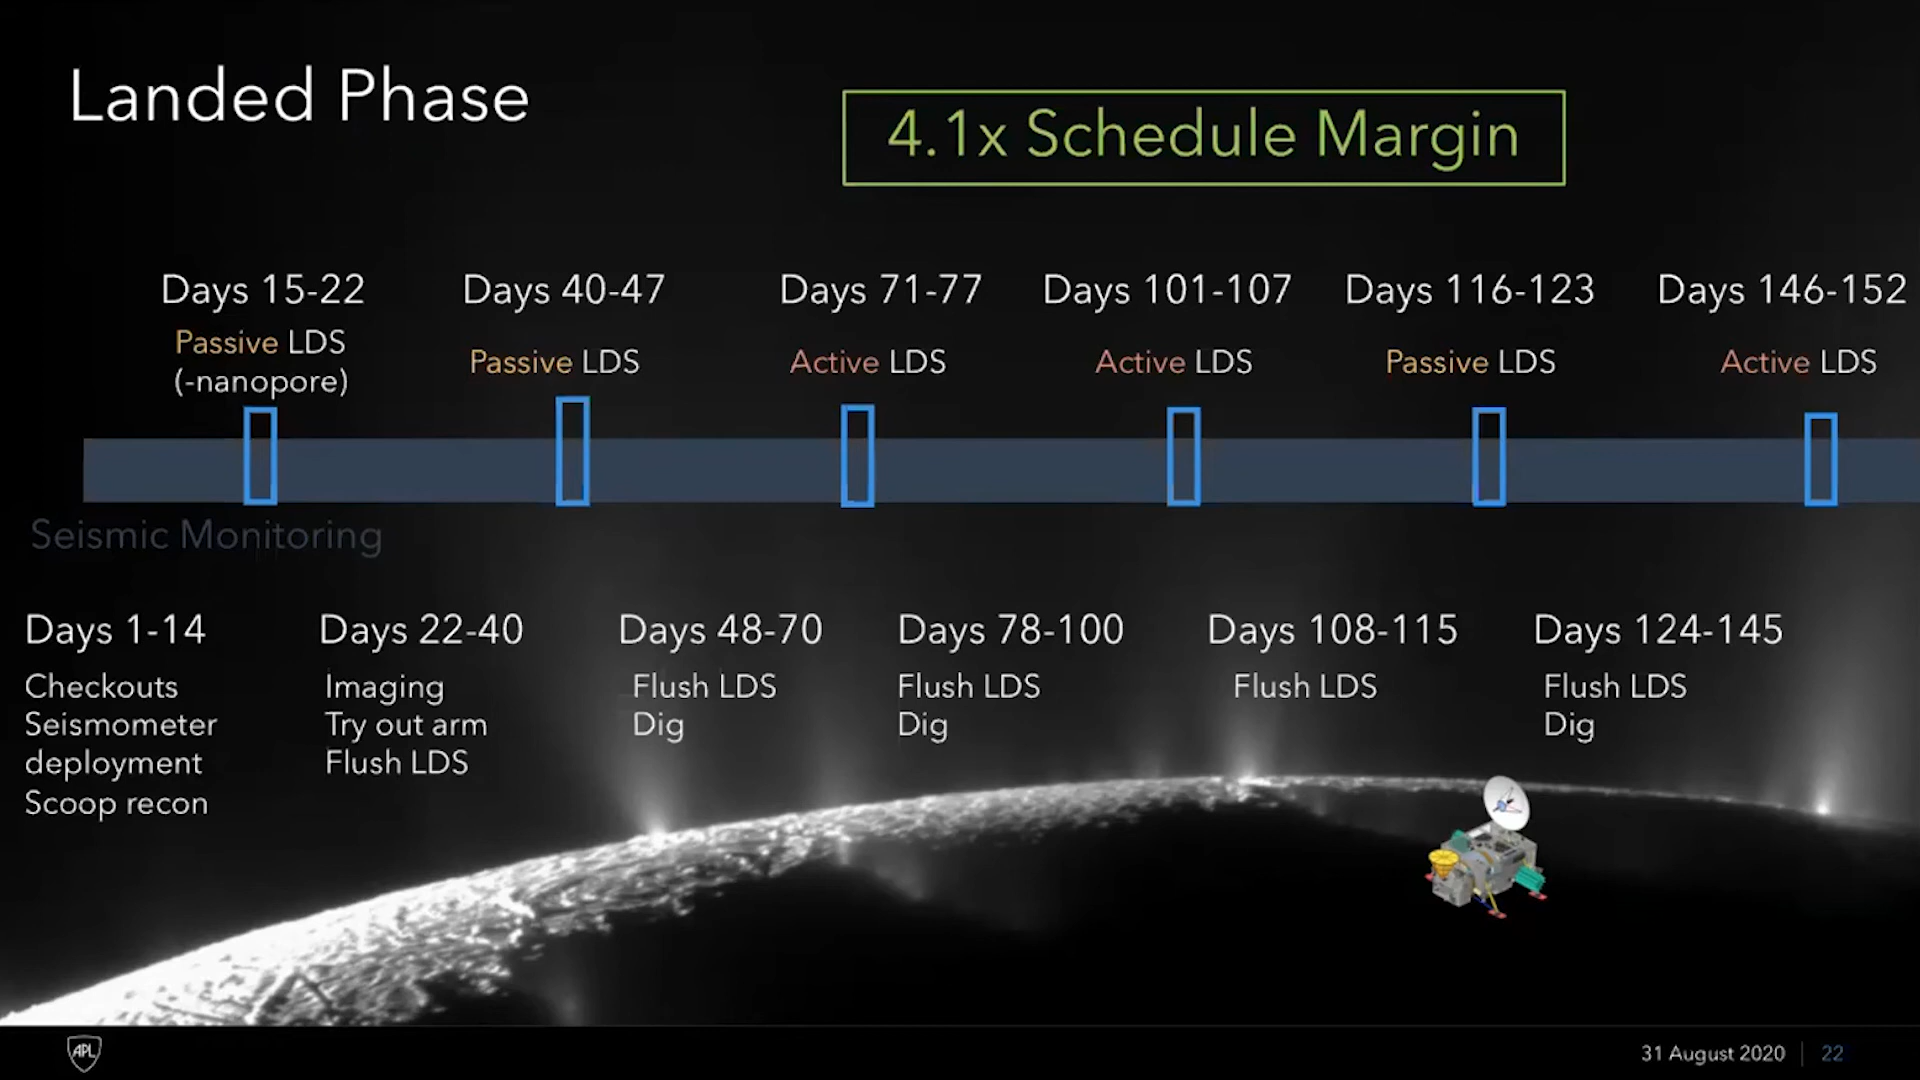 Landed Phase
4.1x Schedule Margin
Days 15-22
Passive LDS
(-nanopore)
Days 40-47
Passive LDS
Days 71-77
Active LDS
Days 101-107
Active LDS
Days 116-123
Passive LDS
Days 146-152
Active LDS
Seismic Monitoring
Days 1-14
Checkouts
Seismometer
deployment
Scoop recon
Days 22-40
Imaging
Try out arm
Flush LDS
Days 48-70
Flush LDS
Dig
Days 78-100
Flush LDS
Dig
Days 108-115
Flush LDS
Days 124-145
Flush LDS
Dig
APL
31 August 2020
22